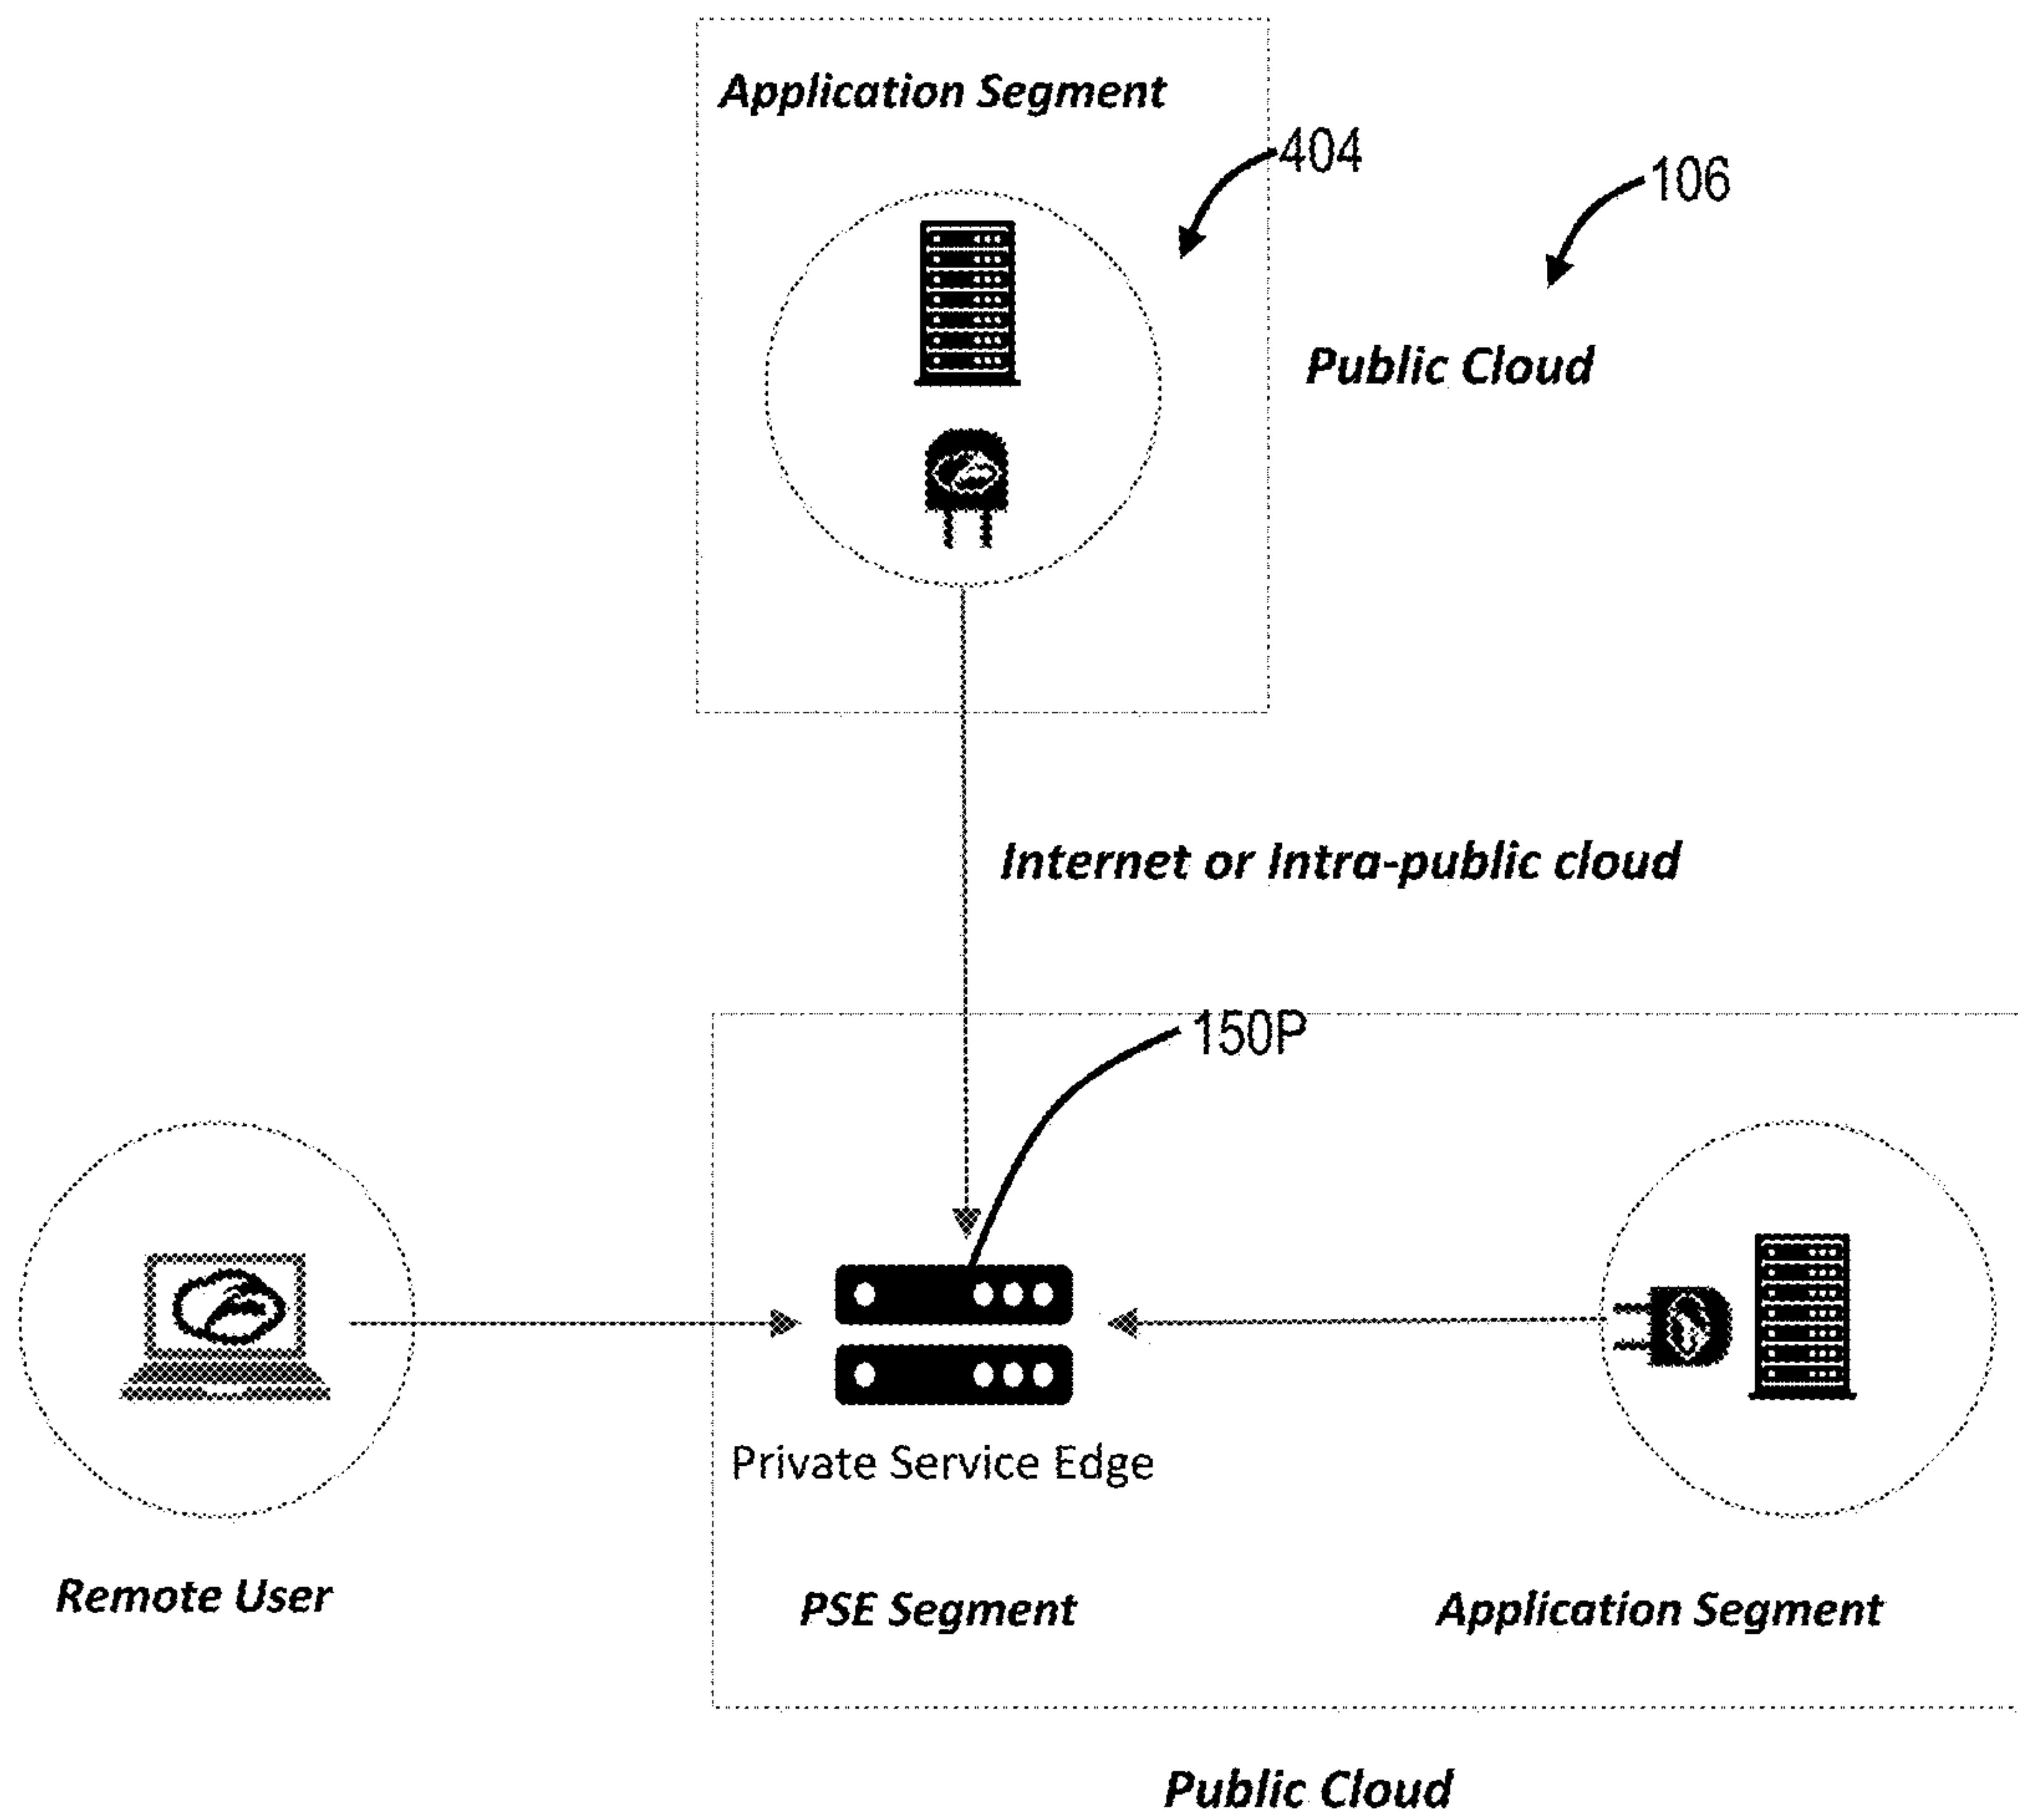 Application Segment
404
106
Public Cloud
Internet or Intra-public cloud
150P
Private Service Edge
Remote User
PSE Segment
Application Segment
Public Cloud